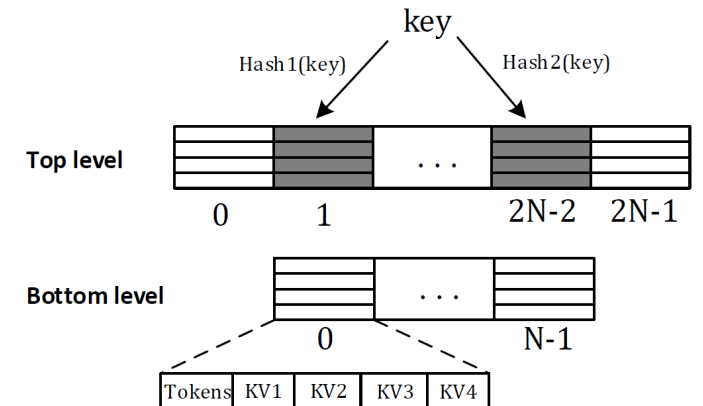 key
Hash1(key) Hash2(key)
Top level
. . .
0 1 2N-2 2N-1
Bottom level
. . .
0 N-1
Tokens KV1 KV2 KV3 KV4